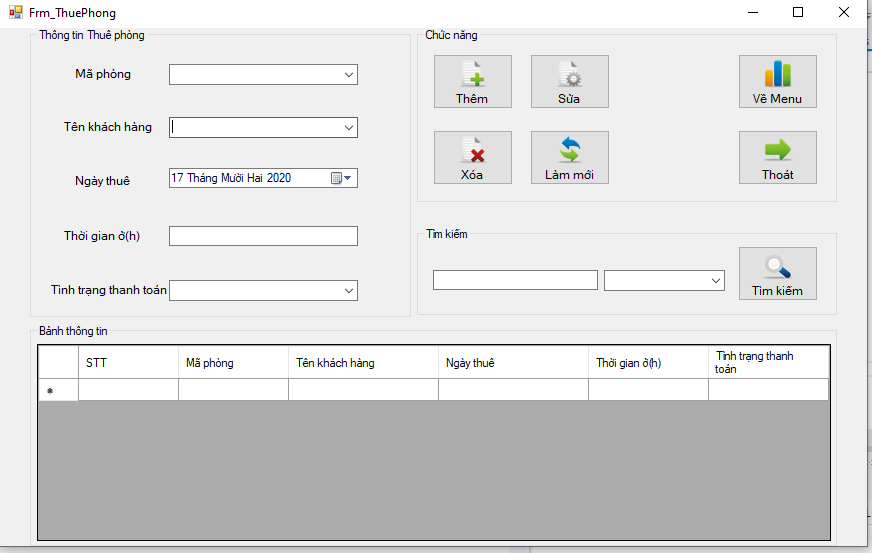 Frm_ThuePhong
Thông tin Thuê phòng
Mã phòng
Tên khách hàng
Ngày thuê
17 Tháng Mười Hai 2020
Thời gian ở(h)
Tình trạng thanh toán
Chức năng
Thêm
Sửa
Về Menu
Xóa
Làm mới
Thoát
Tìm kiếm
Tìm kiếm
Bảnh thông tin
STT
Mã phòng
Tên khách hàng
Ngày thuê
Thời gian ở(h)
Tình trạng thanh
toán